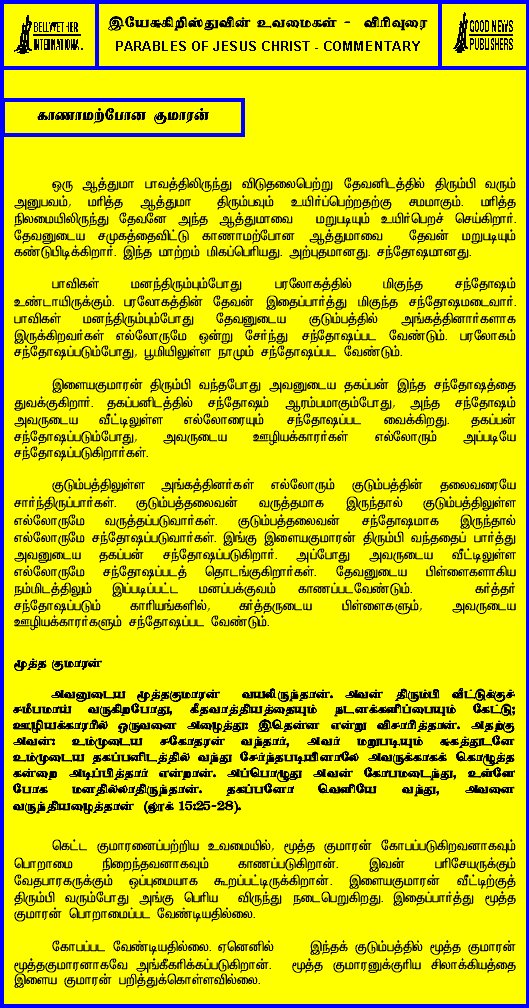 BELLWETHER
INTERNATIONAL
இயேசுகிறிஸ்துவின் உவமைகள் - விரிவுரை
PARABLES OF JESUS CHRIST - COMMENTARY
GOOD NEWS
PUBLISHERS
காணாமற்போன குமாரன்
ஒரு ஆத்துமா பாவத்திலிருந்து விடுதலைபெற்று தேவனிடத்தில் திரும்பி வரும்
அனுபவம், மரித்த ஆத்துமா திரும்பவும் உயிர்ப்பெற்றதற்கு சமமாகும். மரித்த
நிலமையிலிருந்து தேவனே அந்த ஆத்துமாவை மறுபடியும் உயிர்பெறச் செய்கிறார்.
தேவனுடைய சமுகத்தைவிட்டு காணாமற்போன ஆத்துமாவை தேவன் மறுபடியும்
கண்டுபிடிக்கிறார். இந்த மாற்றம் மிகப்பெரியது. அற்புதமானது. சந்தோஷமானது.
பாவிகள் மனந்திரும்பும்போது பரலோகத்தில் மிகுந்த சந்தோஷம்
உண்டாயிருக்கும். பரலோகத்தின் தேவன் இதைப்பார்த்து மிகுந்த சந்தோஷமடைவார்.
பாவிகள் மனந்திரும்பும்போது தேவனுடைய குடும்பத்தில் அங்கத்தினார்களாக
இருக்கிறவர்கள் எல்லோருமே ஒன்று சேர்ந்து சந்தோஷப்பட வேண்டும். பரலோகம்
சந்தோஷப்படும்போது, பூமியிலுள்ள நாமும் சந்தோஷப்பட வேண்டும்.
இளையகுமாரன் திரும்பி வந்தபோது அவனுடைய தகப்பன் இந்த சந்தோஷத்தை
துவக்குகிறார். தகப்பனிடத்தில் சந்தோஷம் ஆரம்பமாகும்போது, அந்த சந்தோஷம்
அவருடைய வீட்டிலுள்ள எல்லோரையும் சந்தோஷப்பட வைக்கிறது. தகப்பன்
சந்தோஷப்படும்போது, அவருடைய ஊழியக்காரர்கள் எல்லோரும் அப்படியே
சந்தோஷப்படுகிறார்கள்.
குடும்பத்திலுள்ள அங்கத்தினர்கள் எல்லோரும் குடும்பத்தின் தலைவரையே
சார்ந்திருப்பார்கள். குடும்பத்தலைவன் வருத்தமாக இருந்தால் குடும்பத்திலுள்ள
எல்லோருமே வருத்தப்படுவார்கள். குடும்பத்தலைவன் சந்தோஷமாக இருந்தால்
எல்லோருமே சந்தோஷப்படுவார்கள். இங்கு இளையகுமாரன் திரும்பி வந்ததைப் பார்த்து
அவனுடைய தகப்பன் சந்தோஷப்படுகிறார். அப்போது அவருடைய வீட்டிலுள்ள
எல்லோருமே சந்தோஷப்படத் தொடங்குகிறார்கள். தேவனுடைய பிள்ளைகளாகிய
நம்மிடத்திலும் இப்படிப்பட்ட மனப்பக்குவம் காணப்படவேண்டும். கர்த்தர்
சந்தோஷப்படும் காரியங்களில், கர்த்தருடைய பிள்ளைகளும், அவருடைய
ஊழியக்காரர்களும் சந்தோஷப்பட வேண்டும்.
மூத்த குமாரன்
அவனுடைய மூத்தகுமாரன் வயலிருந்தான். அவன் திரும்பி வீட்டுக்குச்
சமீபமாய் வருகிறபோது, கீதவாத்தியத்தையும் நடனக்களிப்பையும் கேட்டு;
ஊழியக்காரரில் ஒருவனை அழைத்து: இதென்ன என்று விசாரித்தான். அதற்கு
அவன்: உம்முடைய சகோதரன் வந்தார், அவர் மறுபடியும் சுகத்துடனே
உம்முடைய தகப்பனிடத்தில் வந்து சேர்ந்தபடியினாலே அவருக்காகக் கொழுத்த
கன்றை அடிப்பித்தார் என்றான். அப்பொழுது அவன் கோபமடைந்து, உள்ளே
போக மனதில்லாதிருந்தான். தகப்பனோ வெளியே வந்து, அவனை
வருந்தியழைத்தான் (லூக் 15:25-28).
கெட்ட குமாரனைப்பற்றிய உவமையில், மூத்த குமாரன் கோபப்படுகிறவனாகவும்
பொறாமை நிறைந்தவனாகவும் காணப்படுகிறான். இவன் பரிசேயருக்கும்
வேதபாரகருக்கும் ஒப்புமையாக கூறப்பட்டிருக்கிறான். இளையகுமாரன் வீட்டிற்குத்
திரும்பி வரும்போது அங்கு பெரிய விருந்து நடைபெறுகிறது. இதைப்பார்த்து மூத்த
குமாரன் பொறாமைப்பட வேண்டியதில்லை.
கோபப்பட வேண்டியதில்லை. ஏனெனில் இந்தக் குடும்பத்தில் மூத்த குமாரன்
மூத்தகுமாரனாகவே அங்கீகரிக்கப்படுகிறான். மூத்த குமாரனுக்குரிய சிலாக்கியத்தை
இளைய குமாரன் பறித்துக்கொள்ளவில்லை.